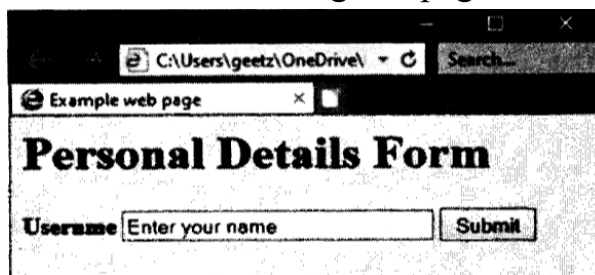 C:\Users\geetz\OneDrive\ Search...
Example web page
Personal Details Form
Username Enter your name Submit